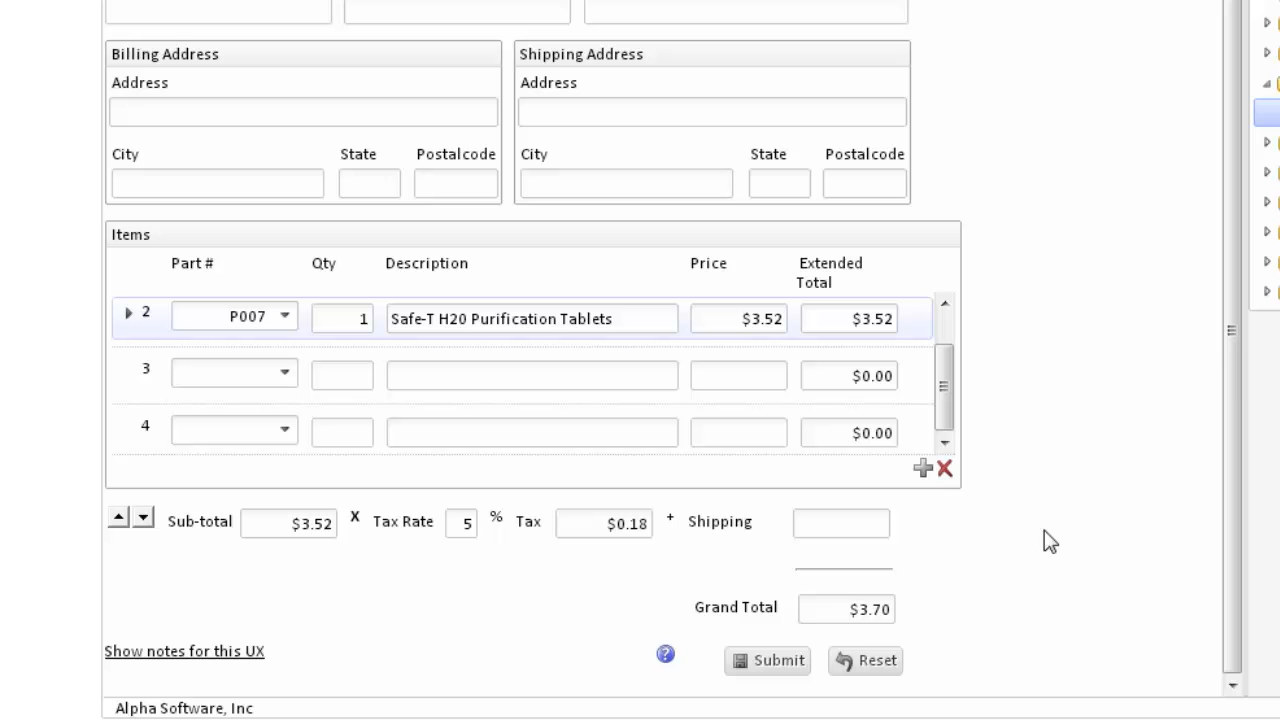 Billing Address Shipping Address
Address Address
City State Postalcode City State Postalcode
Items
Part # Qty Description Price Extended Total
2 P007 1 Safe-T H20 Purification Tablets $3.52 $3.52
3 $0.00
4 $0.00
Sub-total $3.52 X Tax Rate 5 % Tax $0.18 + Shipping
Grand Total $3.70
Show notes for this UX ? Submit Reset
Alpha Software, Inc